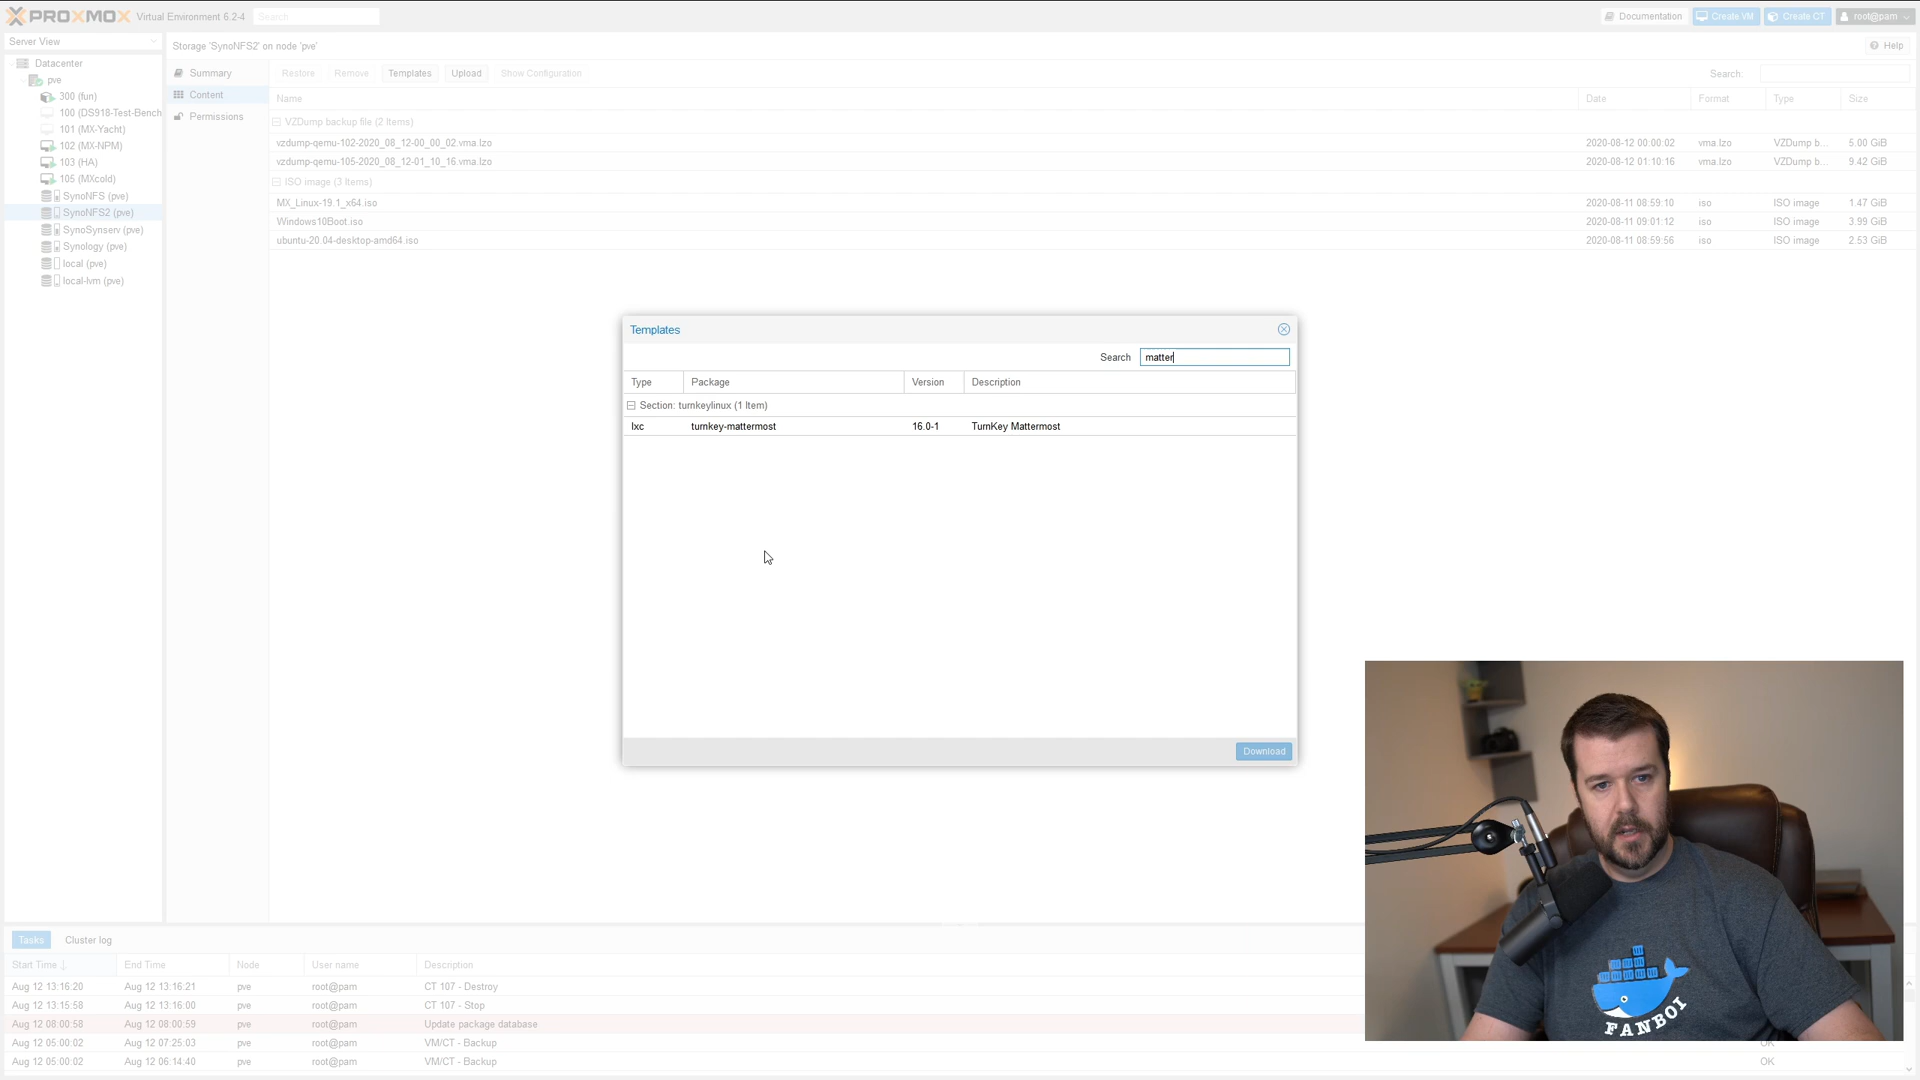 PROXMOX Virtual Environment 6.2-4 Search Documentation Create VM Create CT root@pam
Server View
Storage 'SynoNFS2' on node 'pve' Help
Datacenter
pve
300 (fun)
100 (DS918-Test-Bench
101 (MX-Yacht)
102 (MX-NPM)
103 (HA)
105 (MXcold)
SynoNFS (pve)
SynoNFS2 (pve)
SynoSynserv (pve)
Synology (pve)
local (pve)
local-lvm (pve)
Summary
Content
Permissions
Restore Remove Templates Upload Show Configuration Search:
Name Date Format Type Size
VZDump backup file (2 Items)
vzdump-qemu-102-2020_08_12-00_00_02.vma.lzo 2020-08-12 00:00:02 vma.lzo VZDump b... 5.00 GiB
vzdump-qemu-105-2020_08_12-01_10_16.vma.lzo 2020-08-12 01:10:16 vma.lzo VZDump b... 9.42 GiB
ISO image (3 Items)
MX_Linux-19.1_x64.iso 2020-08-11 08:59:10 iso ISO image 1.47 GiB
Windows10Boot.iso 2020-08-11 09:01:12 iso ISO image 3.99 GiB
ubuntu-20.04-desktop-amd64.iso 2020-08-11 08:59:56 iso ISO image 2.53 GiB
Templates
Search matter
Type Package Version Description
Section: turnkeylinux (1 Item)
lxc turnkey-mattermost 16.0-1 TurnKey Mattermost
Download
Tasks Cluster log
Start Time End Time Node User name Description
Aug 12 13:16:20 Aug 12 13:16:21 pve root@pam CT 107 - Destroy
Aug 12 13:15:58 Aug 12 13:16:00 pve root@pam CT 107 - Stop
Aug 12 08:00:58 Aug 12 08:00:59 pve root@pam Update package database
Aug 12 05:00:02 Aug 12 07:25:03 pve root@pam VM/CT - Backup OK
Aug 12 05:00:02 Aug 12 06:14:40 pve root@pam VM/CT - Backup OK
FANBOI